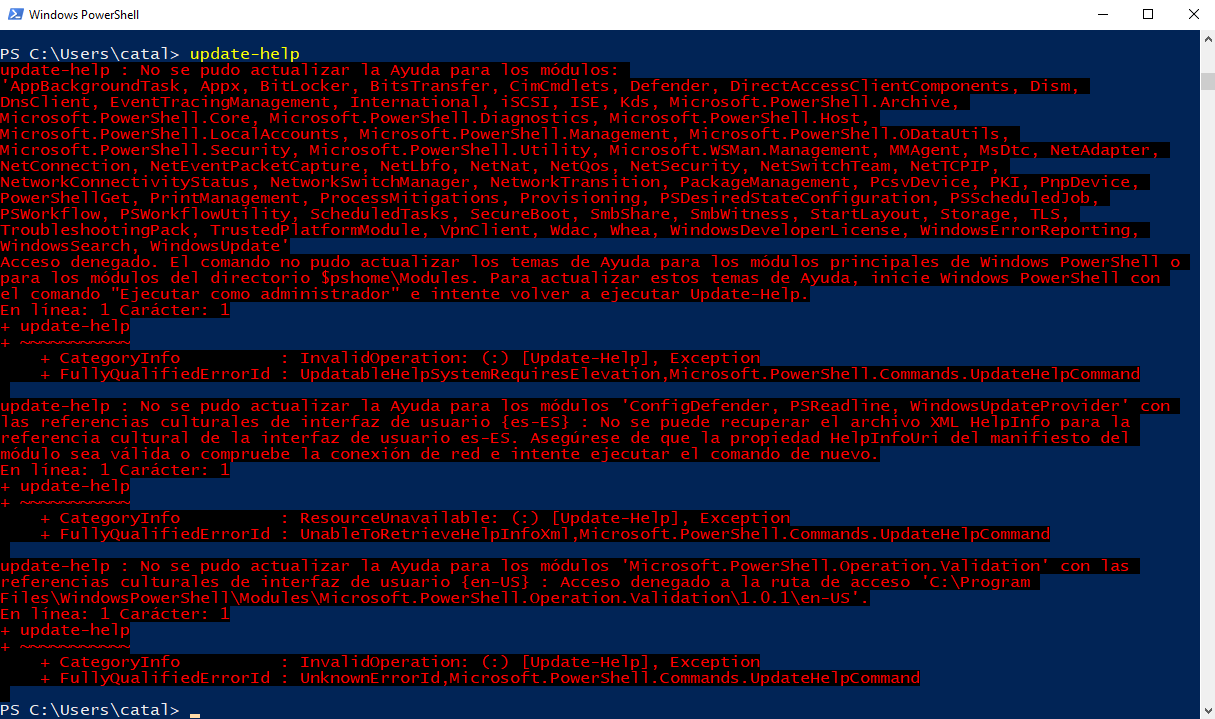 Windows PowerShell
PS C:\Users\catal> update-help
update-help : No se pudo actualizar la Ayuda para los módulos:
'AppBackgroundTask, Appx, BitLocker, BitsTransfer, CimCmdlets, Defender, DirectAccessClientComponents, Dism,
DnsClient, EventTracingManagement, International, iSCSI, ISE, Kds, Microsoft.PowerShell.Archive,
Microsoft.PowerShell.Core, Microsoft.PowerShell.Diagnostics, Microsoft.PowerShell.Host,
Microsoft.PowerShell.LocalAccounts, Microsoft.PowerShell.Management, Microsoft.PowerShell.ODataUtils,
Microsoft.PowerShell.Security, Microsoft.PowerShell.Utility, Microsoft.WSMan.Management, MMAgent, MsDtc, NetAdapter,
NetConnection, NetEventPacketCapture, NetLbfo, NetNat, NetQos, NetSecurity, NetSwitchTeam, NetTCPIP,
NetworkConnectivityStatus, NetworkSwitchManager, NetworkTransition, PackageManagement, PcsvDevice, PKI, PnpDevice,
PowerShellGet, PrintManagement, ProcessMitigations, Provisioning, PSDesiredStateConfiguration, PSScheduledJob,
PSWorkflow, PSWorkflowUtility, ScheduledTasks, SecureBoot, SmbShare, SmbWitness, StartLayout, Storage, TLS,
TroubleshootingPack, TrustedPlatformModule, VpnClient, Wdac, Whea, WindowsDeveloperLicense, WindowsErrorReporting,
WindowsSearch, WindowsUpdate'
Acceso denegado. El comando no pudo actualizar los temas de Ayuda para los módulos principales de Windows PowerShell o
para los módulos del directorio $pshome\Modules. Para actualizar estos temas de Ayuda, inicie Windows PowerShell con
el comando "Ejecutar como administrador" e intente volver a ejecutar Update-Help.
En línea: 1 Carácter: 1
+ update-help
+ ~~~~~~~~~~~
    + CategoryInfo          : InvalidOperation: (:) [Update-Help], Exception
    + FullyQualifiedErrorId : UpdatableHelpSystemRequiresElevation,Microsoft.PowerShell.Commands.UpdateHelpCommand
update-help : No se pudo actualizar la Ayuda para los módulos 'ConfigDefender, PSReadline, WindowsUpdateProvider' con
las referencias culturales de interfaz de usuario {es-ES} : No se puede recuperar el archivo XML HelpInfo para la
referencia cultural de la interfaz de usuario es-ES. Asegúrese de que la propiedad HelpInfoUri del manifiesto del
módulo sea válida o compruebe la conexión de red e intente ejecutar el comando de nuevo.
En línea: 1 Carácter: 1
+ update-help
+ ~~~~~~~~~~~
    + CategoryInfo          : ResourceUnavailable: (:) [Update-Help], Exception
    + FullyQualifiedErrorId : UnableToRetrieveHelpInfoXml,Microsoft.PowerShell.Commands.UpdateHelpCommand
update-help : No se pudo actualizar la Ayuda para los módulos 'Microsoft.PowerShell.Operation.Validation' con las
referencias culturales de interfaz de usuario {en-US} : Acceso denegado a la ruta de acceso 'C:\Program
Files\WindowsPowerShell\Modules\Microsoft.PowerShell.Operation.Validation\1.0.1\en-US'.
En línea: 1 Carácter: 1
+ update-help
+ ~~~~~~~~~~~
    + CategoryInfo          : InvalidOperation: (:) [Update-Help], Exception
    + FullyQualifiedErrorId : UnknownErrorId,Microsoft.PowerShell.Commands.UpdateHelpCommand
PS C:\Users\catal> _